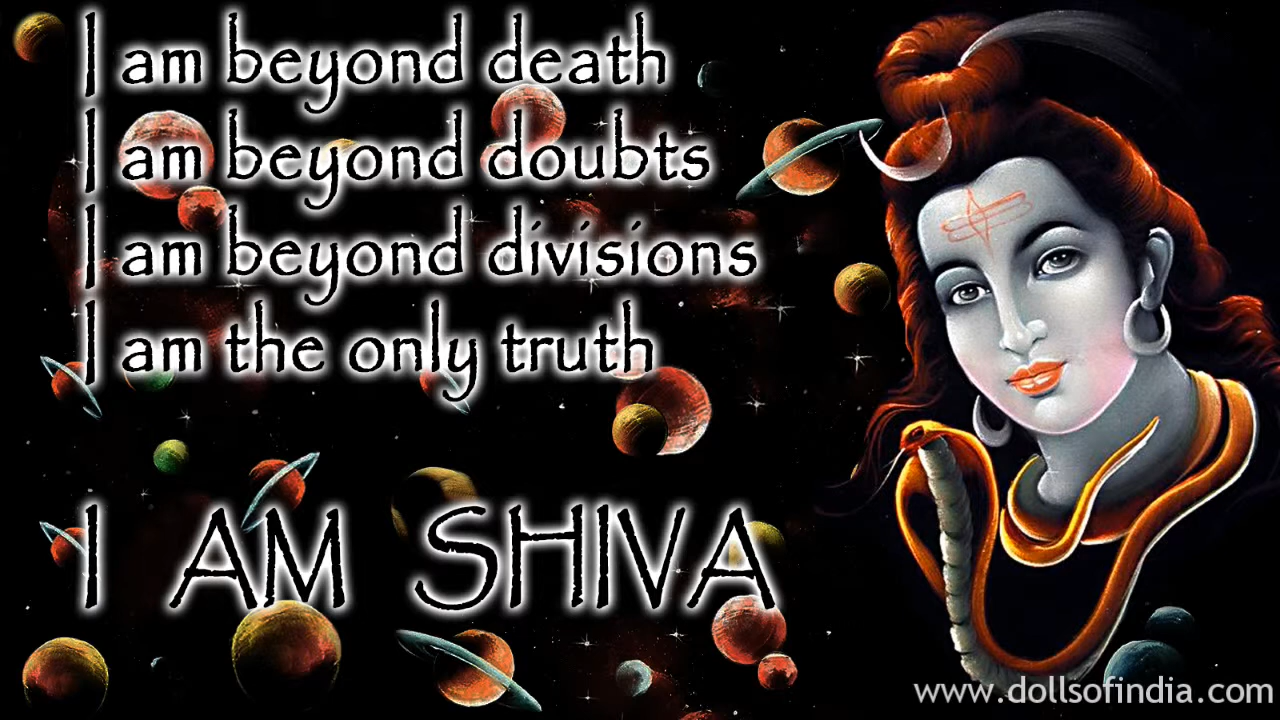 I am beyond death
I am beyond doubts
I am beyond divisions
I am the only truth
I AM SHIVA
www.dollsofindia.com